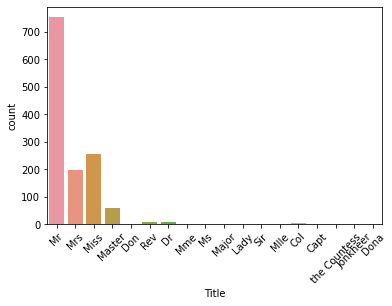 count
700
600
500
400
300
200
100
0
Mr
Mrs
Miss
Master
Don
Rev
Dr
Mme
Ms
Major
Lady
Sir
Mlle
Col
Capt
the Countess
Jonkheer
Dona
Title